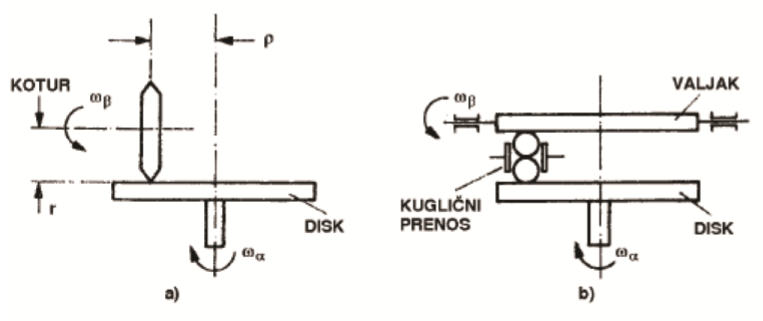 ρ
KOTUR
ωβ
r
DISK
ωα
a)
VALJAK
ωβ
KUGLIČNI
PRENOS
DISK
ωα
b)